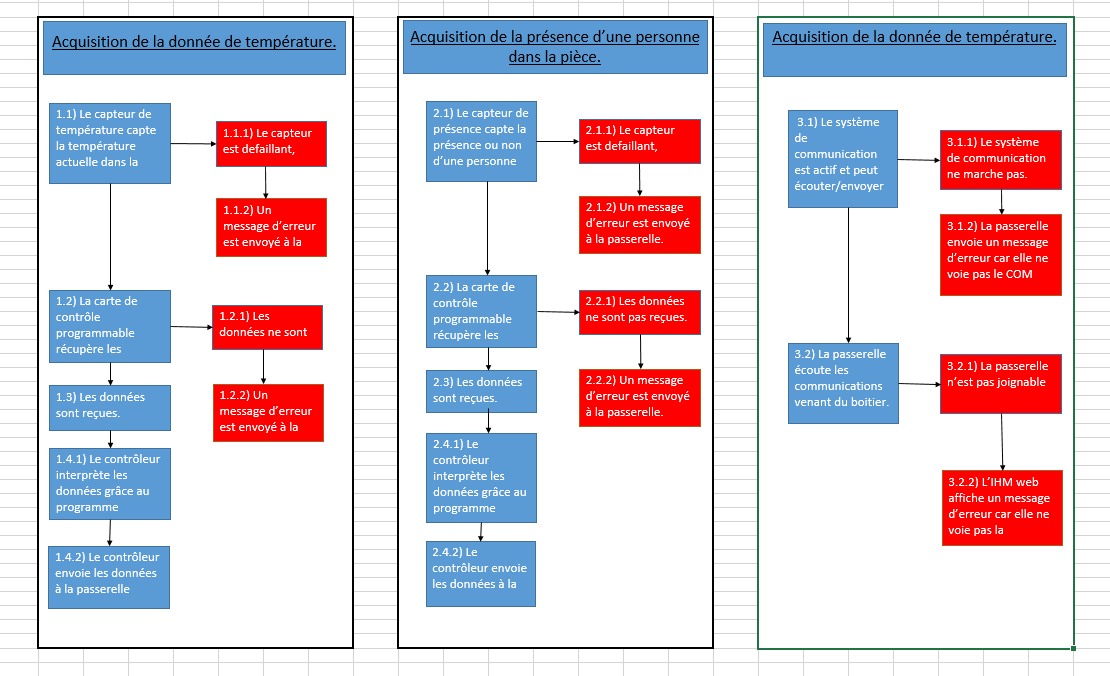 Acquisition de la donnée de température.
1.1) Le capteur de
température capte
la température
actuelle dans la
1.1.1) Le capteur
est defaillant,
1.1.2) Un
message d'erreur
est envoyé à la
1.2) La carte de
contrôle
programmable
récupère les
1.2.1) Les
données ne sont
1.2.2) Un
message d'erreur
est envoyé à la
1.3) Les données
sont reçues.
1.4.1) Le contrôleur
interprète les
données grâce au
programme
1.4.2) Le contrôleur
envoie les données
à la passerelle
Acquisition de la présence d'une personne
dans la pièce.
2.1) Le capteur de
présence capte la
présence ou non
d'une personne
2.1.1) Le capteur
est defaillant,
2.1.2) Un message
d'erreur est envoyé
à la passerelle.
2.2) La carte de
contrôle
programmable
récupère les
2.2.1) Les données
ne sont pas reçues.
2.2.2) Un message
d'erreur est envoyé
à la passerelle.
2.3) Les données
sont reçues.
2.4.1) Le
contrôleur
interprète les
données grâce au
programme
2.4.2) Le
contrôleur envoie
les données à la
Acquisition de la donnée de température.
3.1) Le système
de
communication
est actif et peut
écouter/envoyer
3.1.1) Le système
de communication
ne marche pas.
3.1.2) La passerelle
envoie un message
d'erreur car elle ne
voie pas le COM
3.2) La passerelle
écoute les
communications
venant du boitier.
3.2.1) La passerelle
n'est pas joignable
3.2.2) L'IHM web
affiche un message
d'erreur car elle ne
voie pas la